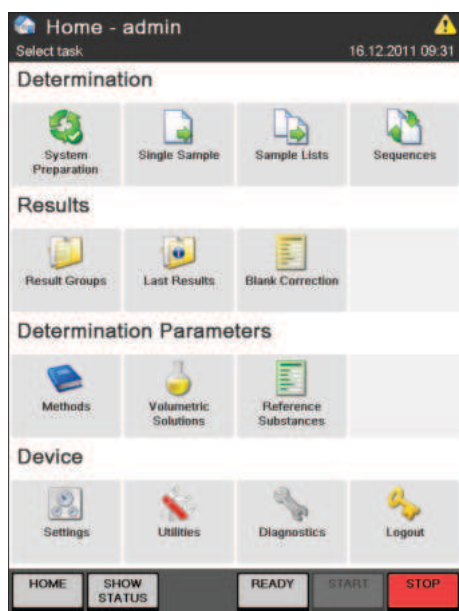 Home - admin
Select task 16.12.2011 09:31
Determination
System Preparation
Single Sample
Sample Lists
Sequences
Results
Result Groups
Last Results
Blank Correction
Determination Parameters
Methods
Volumetric Solutions
Reference Substances
Device
Settings
Utilities
Diagnostics
Logout
HOME
SHOW STATUS
READY
START
STOP